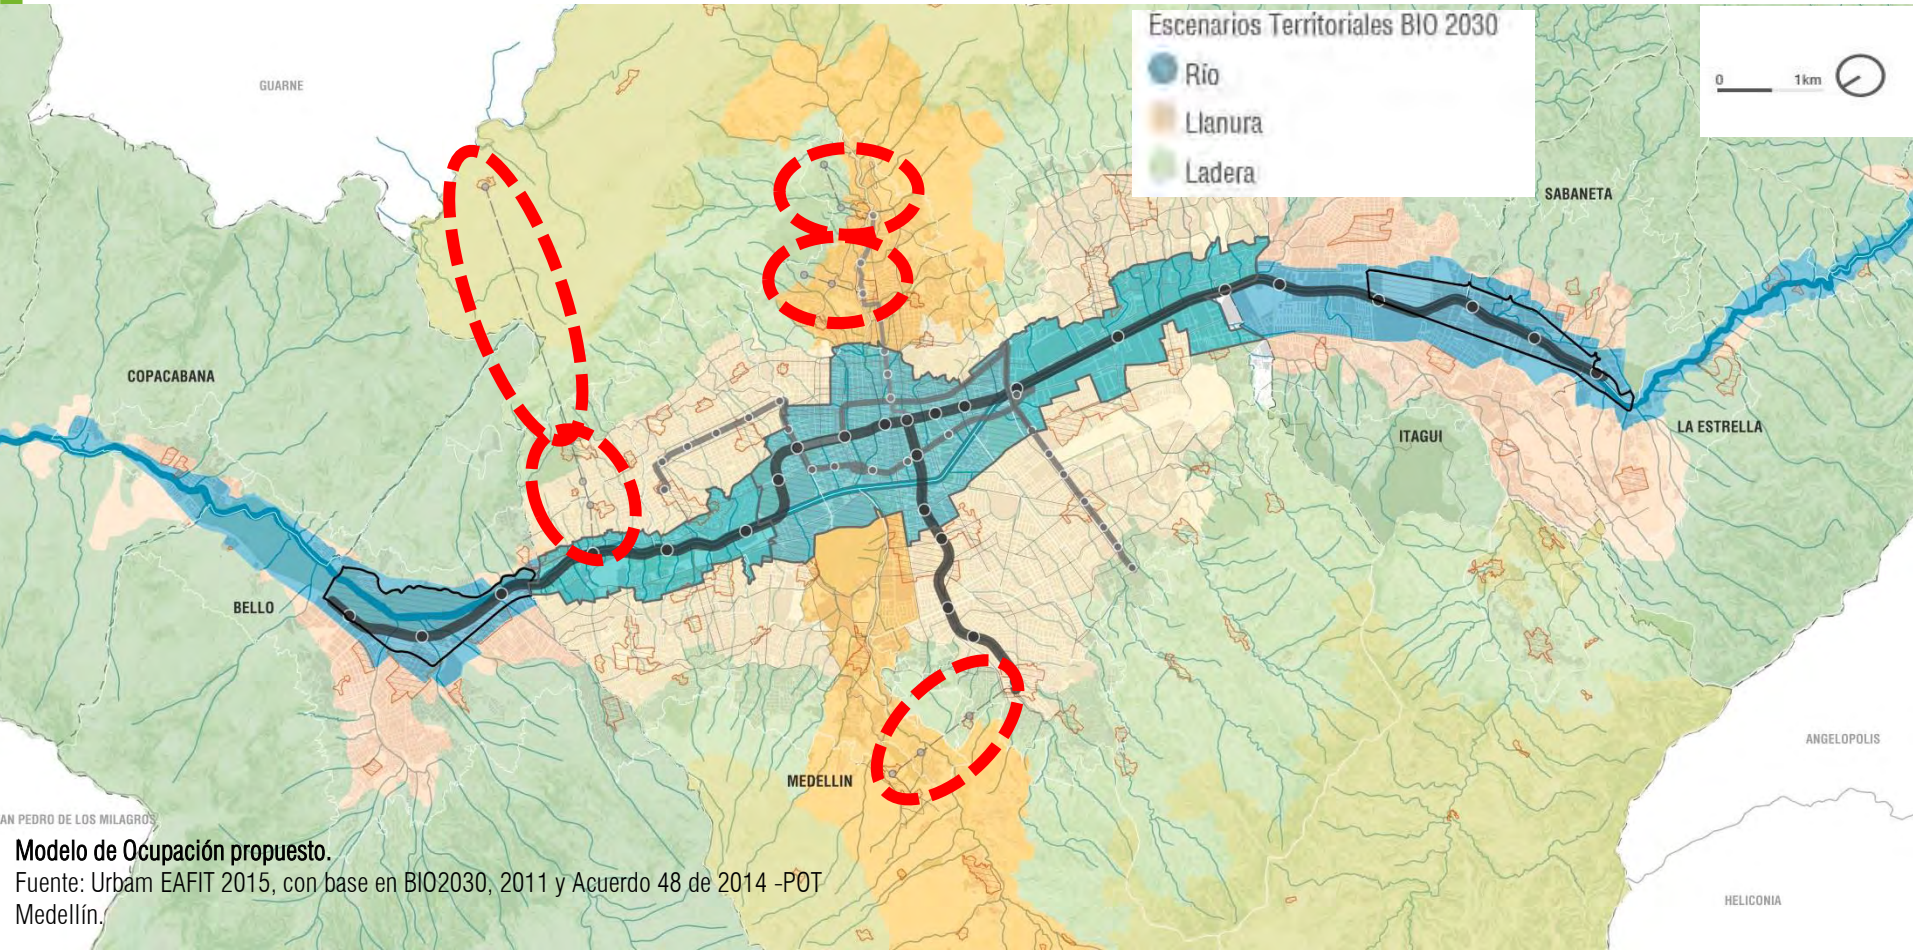 Escenarios Territoriales BIO 2030
Río
Llanura
Ladera
0 1km
GUARNE
SABANETA
COPACABANA
LA ESTRELLA
ITAGUI
BELLO
ANGELOPOLIS
MEDELLIN
AN PEDRO DE LOS MILAGROS
HELICONIA
Modelo de Ocupación propuesto.
Fuente: Urbam EAFIT 2015, con base en BIO2030, 2011 y Acuerdo 48 de 2014 -POT
Medellín.